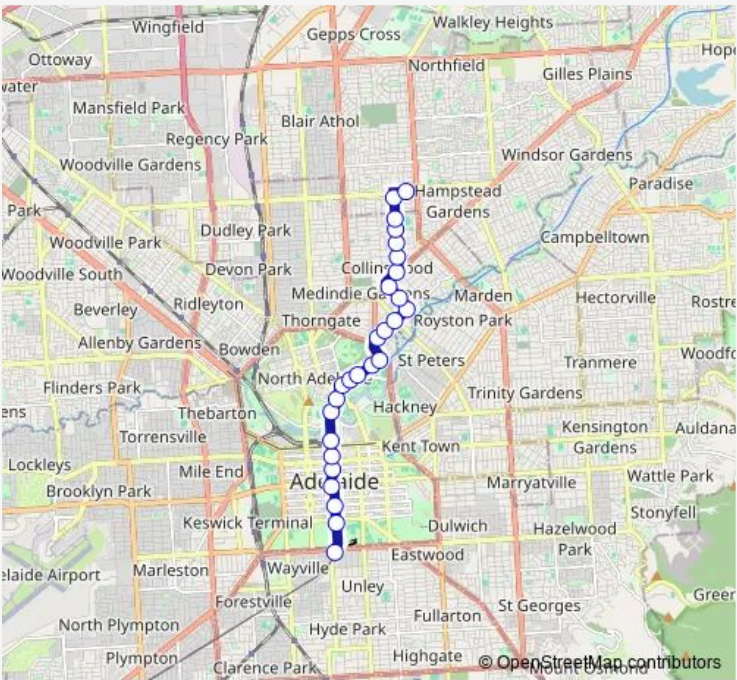 Wingfield
Walkley Heights
Gepps Cross
Ottoway
Northfield
Hope
Gilles Plains
water
Mansfield Park
Blair Athol
Regency Park
Woodville Gardens
Windsor Gardens
Paradise
Hampstead
Gardens
Park
Dudley Park
Woodville Park
Campbelltown
Woodville South
Devon Park
Collinswood
Medindie Gardens
Marden
Hectorville
Rostre
Beverley
Ridleyton
Thorngate
Royston Park
Allenby Gardens
Bowden
St Peters
Tranmere
Woodfo
Flinders Park
North Adelaide
Trinity Gardens
ens
Thebarton
Hackney
Kensington
Gardens
Auldana
Torrensville
Kent Town
Lockleys
Mile End
Adelaide
Marryatville
Wattle Park
Brooklyn Park
Stonyfell
Keswick Terminal
Dulwich
Hazelwood
Park
elaide Airport
Marleston
Wayville
Eastwood
Unley
Green
Forestville
St Georges
North Plympton
Fullarton
Hyde Park
Plympton
Highgate
Clarence Park
Mount Osmond
© OpenStreetMap contributors